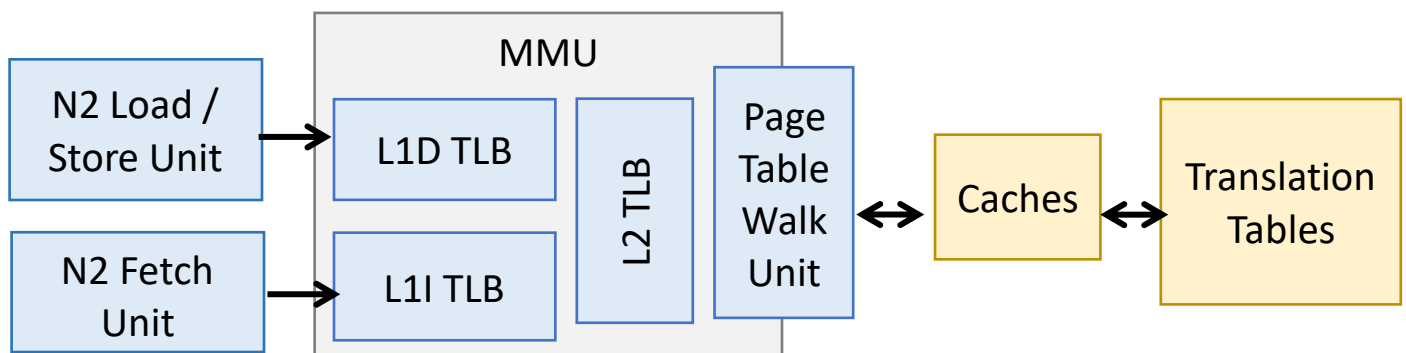 MMU
N2 Load /
Store Unit
L1D TLB
N2 Fetch
Unit
L1I TLB
L2 TLB
Page
Table
Walk
Unit
Caches
Translation
Tables